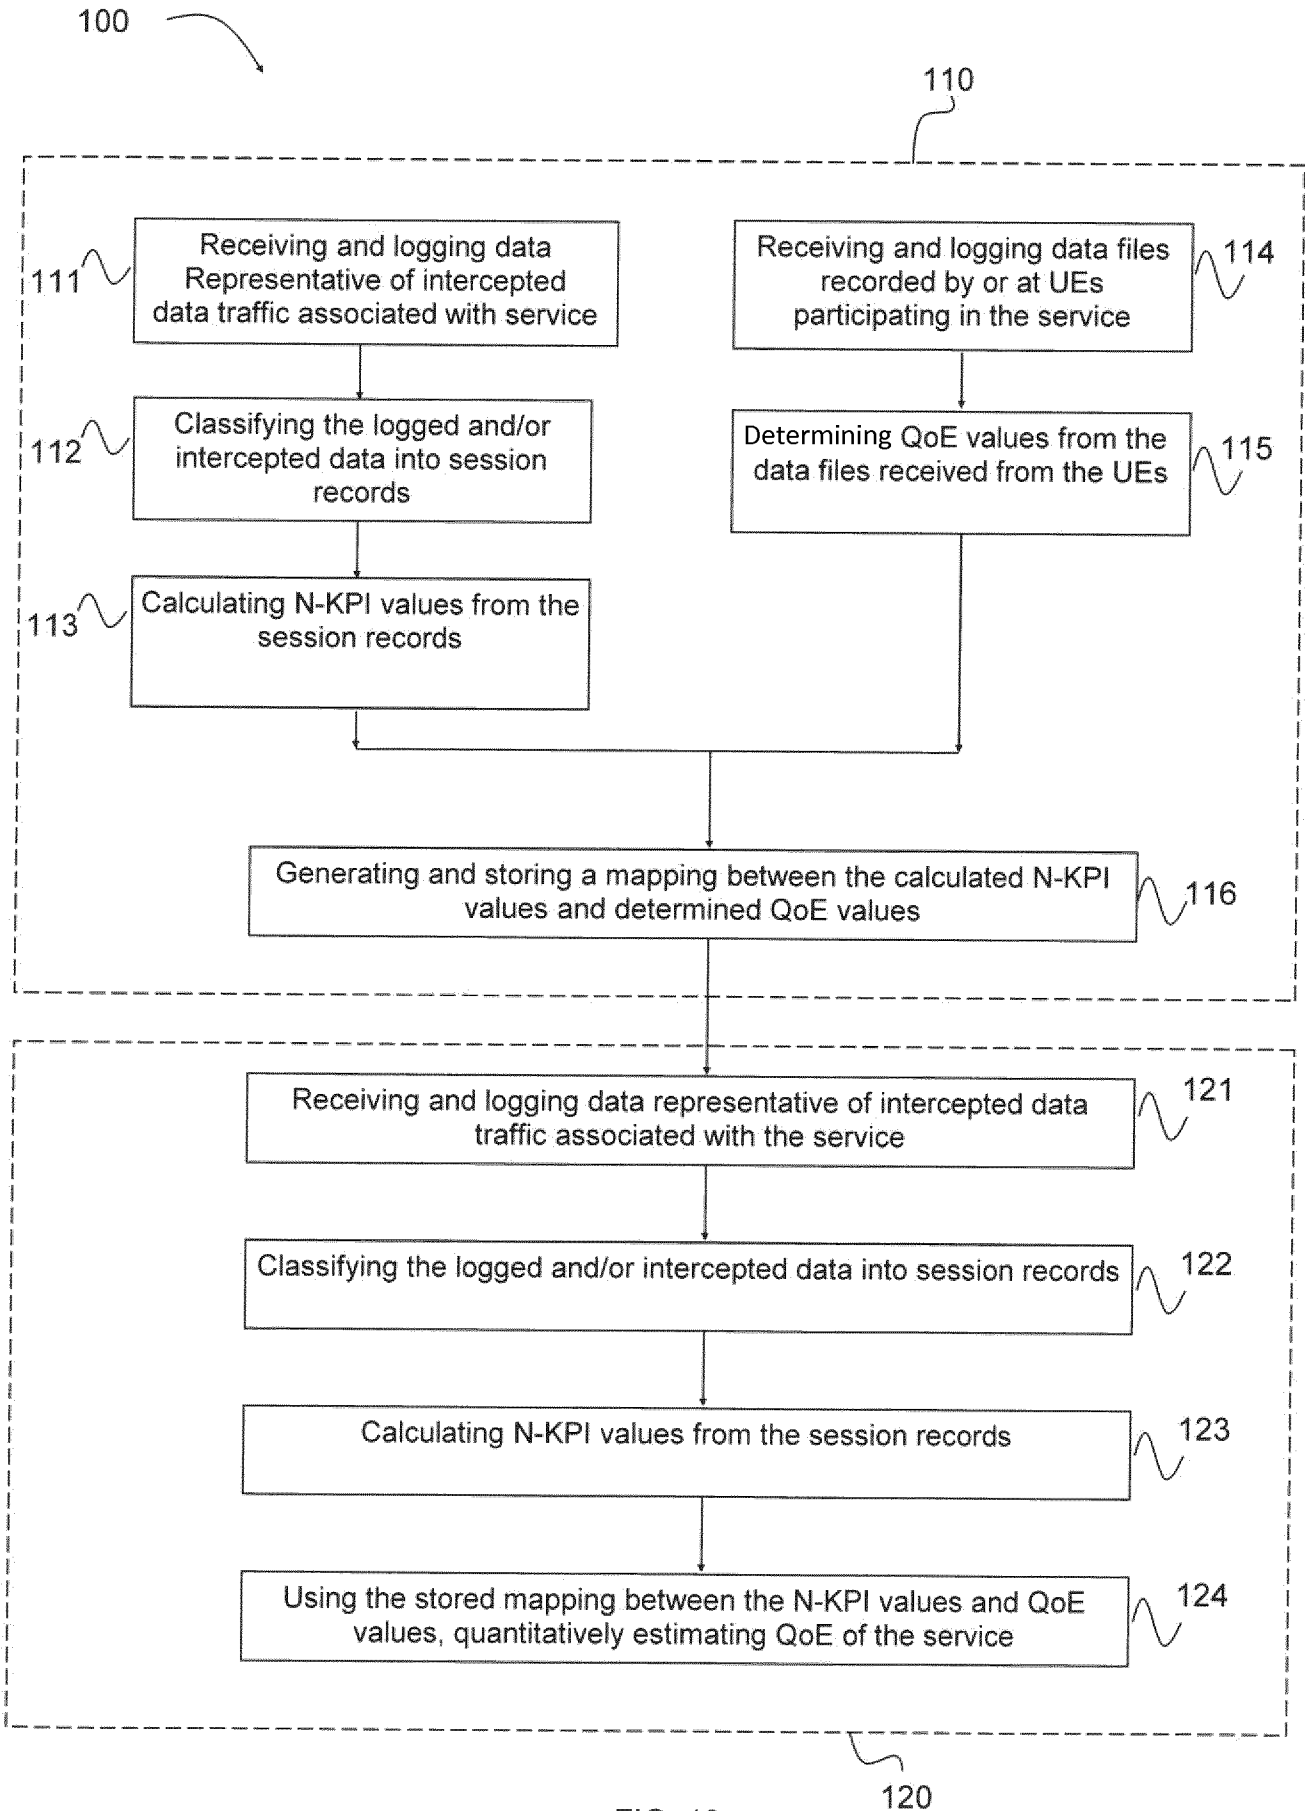 100
110
Receiving and logging data
Representative of intercepted
data traffic associated with service
111
Receiving and logging data files
recorded by or at UEs
participating in the service
114
Classifying the logged and/or
intercepted data into session
records
112
Determining QoE values from the
data files received from the UEs
115
Calculating N-KPI values from the
session records
113
Generating and storing a mapping between the calculated N-KPI
values and determined QoE values
116
Receiving and logging data representative of intercepted data
traffic associated with the service
121
Classifying the logged and/or intercepted data into session records
122
Calculating N-KPI values from the session records
123
Using the stored mapping between the N-KPI values and QoE
values, quantitatively estimating QoE of the service
124
120